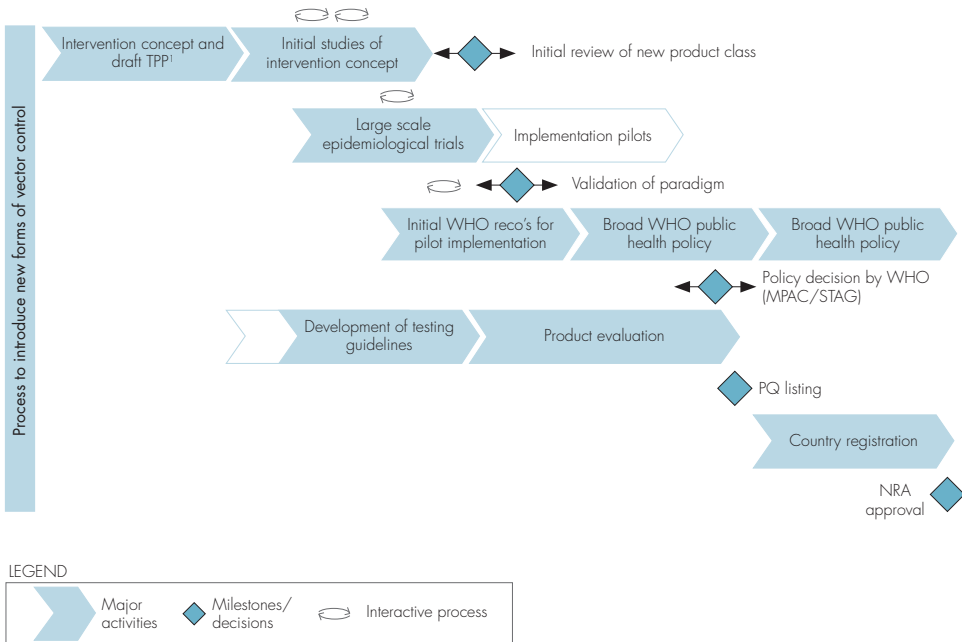 Process to introduce new forms of vector control
Intervention concept and
draft TPP¹
Initial studies of
intervention concept
Initial review of new product class
Large scale
epidemiological trials
Implementation pilots
Validation of paradigm
Initial WHO reco's for
pilot implementation
Broad WHO public
health policy
Broad WHO public
health policy
Policy decision by WHO
(MPAC/STAG)
Development of testing
guidelines
Product evaluation
PQ listing
Country registration
NRA
approval
LEGEND
Major
activities
Milestones/
decisions
Interactive process